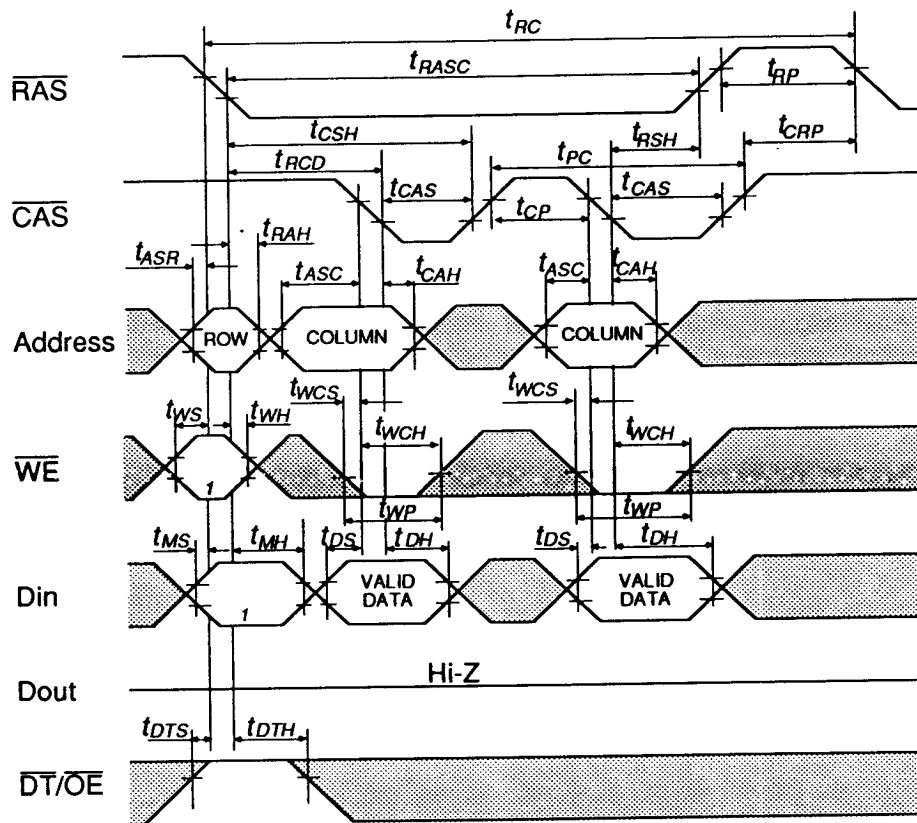 tRC
RAS tRASC tRP
tCSH tRSH tCRP
tRCD tPC
CAS tCAS tCP tCAS
tASR tRAH tASC tCAH tASC tCAH
Address ROW COLUMN COLUMN
tWCS tWCS
tWS tWH tWCH tWCH
WE 1
tWP tWP
tMS tMH tDS tDH tDS tDH
Din 1 VALID DATA VALID DATA
Hi-Z
Dout
tDTS tDTH
DT/OE